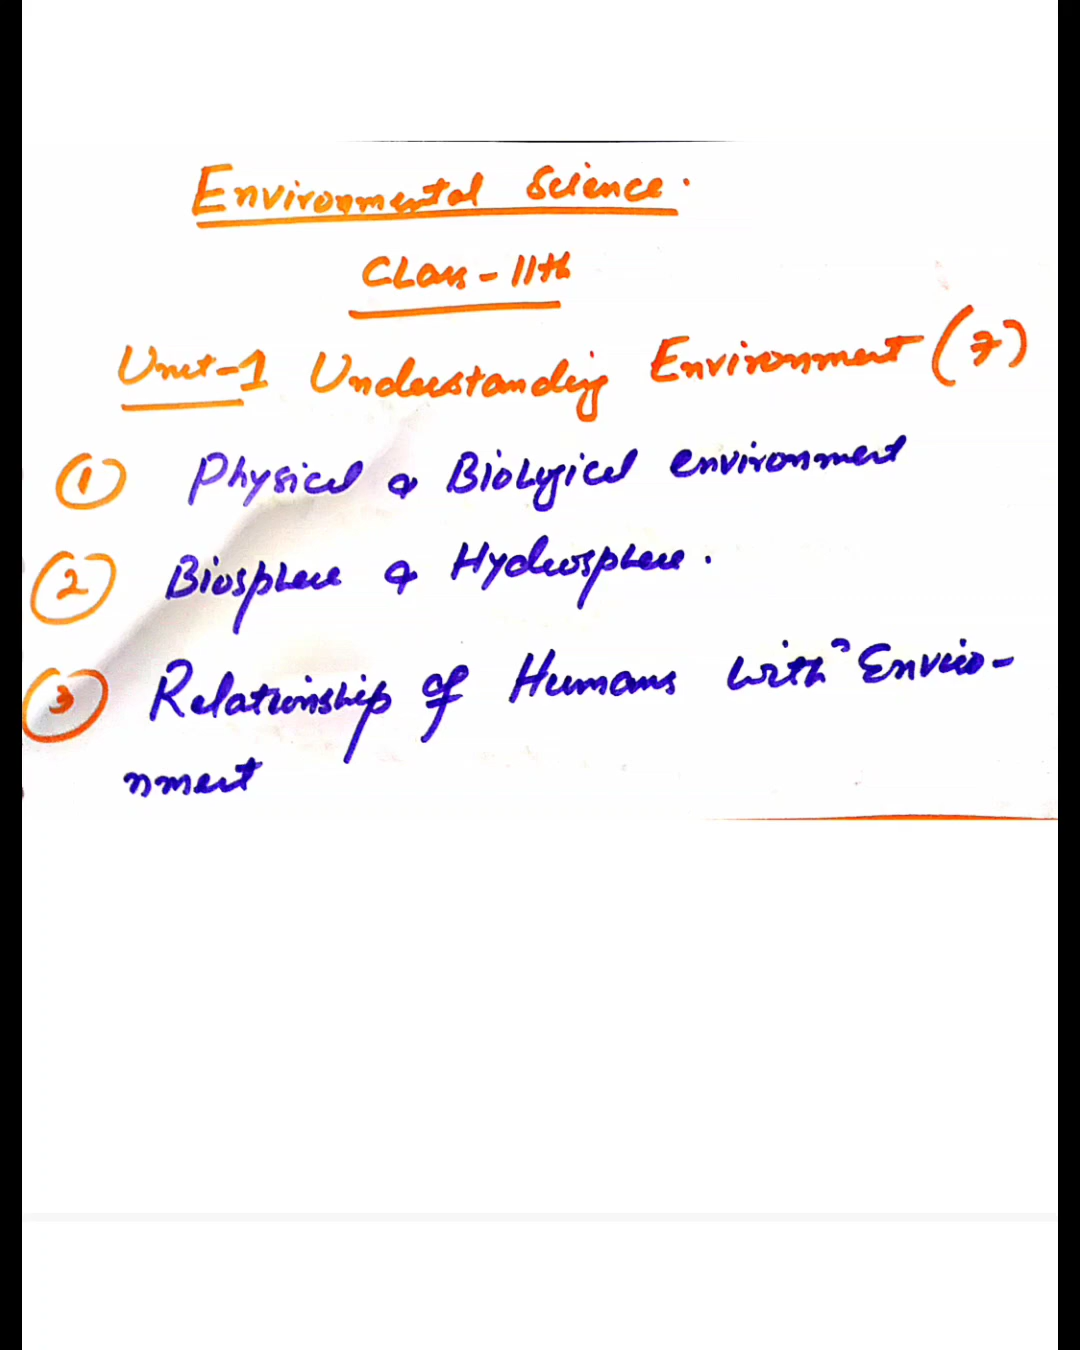 Environmental Science.
Class - 11th
Unit-1 Understanding Environment (7)
① Physical & Biological environment
② Biosphere & Hydrosphere.
③ Relationship of Humans with Enviro-
nment